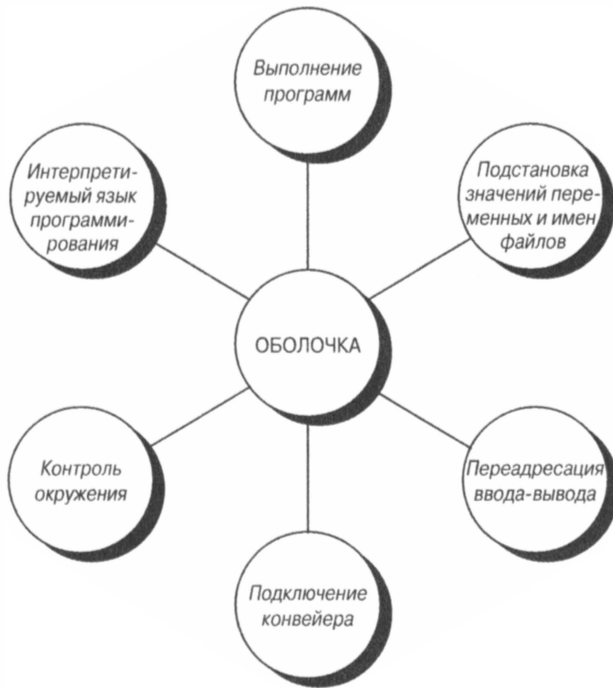 Выполнение
программ
Интерпрети-
руемый язык
программи-
рования
Подстановка
значений пере-
менных и имен
файлов
ОБОЛОЧКА
Контроль
окружения
Переадресация
ввода-вывода
Подключение
конвейера